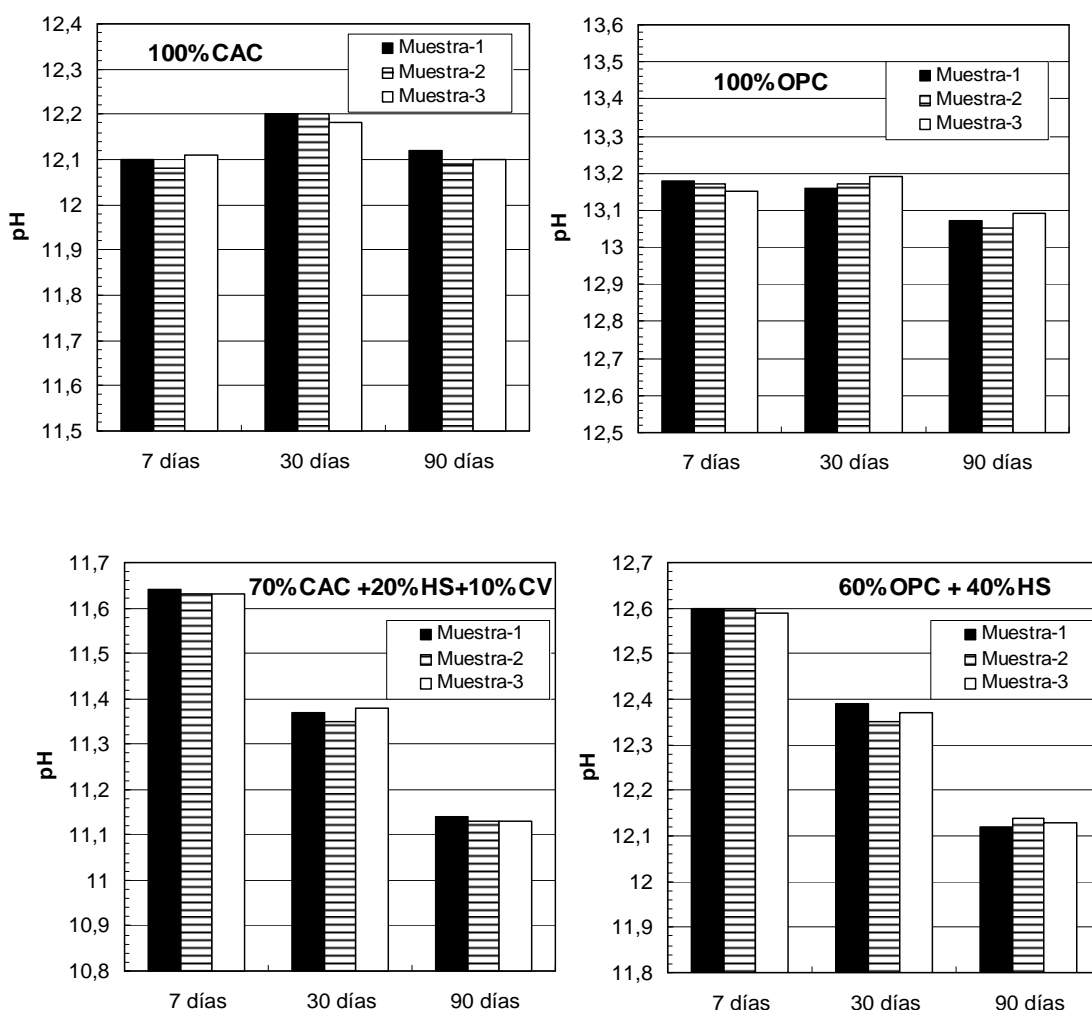 12,4
12,3
12,2
12,1
12
11,9
11,8
11,7
11,6
11,5
pH
100%CAC
Muestra-1
Muestra-2
Muestra-3
7 días
30 días
90 días
13,6
13,5
13,4
13,3
13,2
13,1
13
12,9
12,8
12,7
12,6
12,5
pH
100%OPC
Muestra-1
Muestra-2
Muestra-3
7 días
30 días
90 días
11,7
11,6
11,5
11,4
11,3
11,2
11,1
11
10,9
10,8
pH
70%CAC +20%HS+10%CV
Muestra-1
Muestra-2
Muestra-3
7 días
30 días
90 días
12,7
12,6
12,5
12,4
12,3
12,2
12,1
12
11,9
11,8
pH
60%OPC + 40%HS
Muestra-1
Muestra-2
Muestra-3
7 días
30 días
90 días